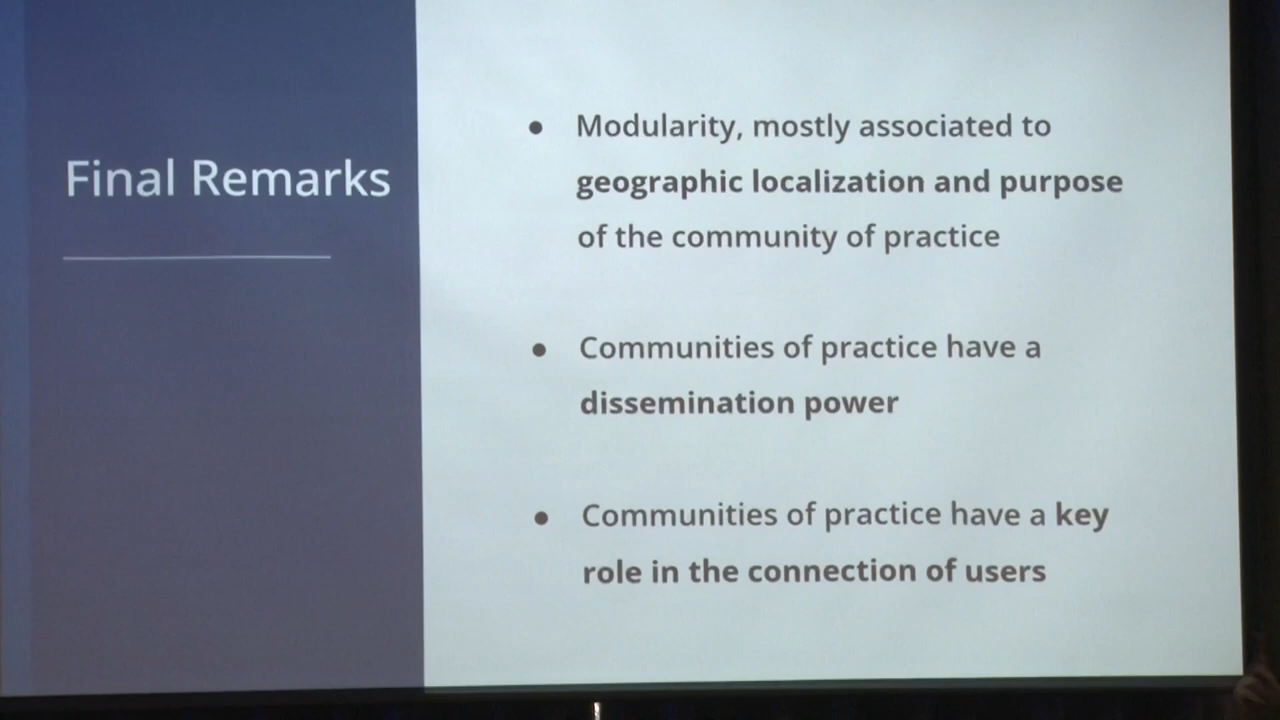 Final Remarks
● Modularity, mostly associated to
geographic localization and purpose
of the community of practice
● Communities of practice have a
dissemination power
● Communities of practice have a key
role in the connection of users